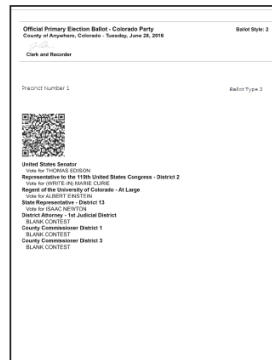 Official Primary Election Ballot - Colorado Party
Ballot Style: 2
County of Anywhere, Colorado - Tuesday, June 28, 2016
Clerk and Recorder
Precinct Number 1
Ballot Type 2
United States Senator
Vote for THOMAS EDISON
Representative to the 115th United States Congress - District 2
Vote for (WRITE-IN) MARIE CURIE
Regent of the University of Colorado - At Large
Vote for ALBERT EINSTEIN
State Representative - District 13
Vote for ISAAC NEWTON
District Attorney - 1st Judicial District
BLANK CONTEST
County Commissioner District 1
BLANK CONTEST
County Commissioner District 3
BLANK CONTEST